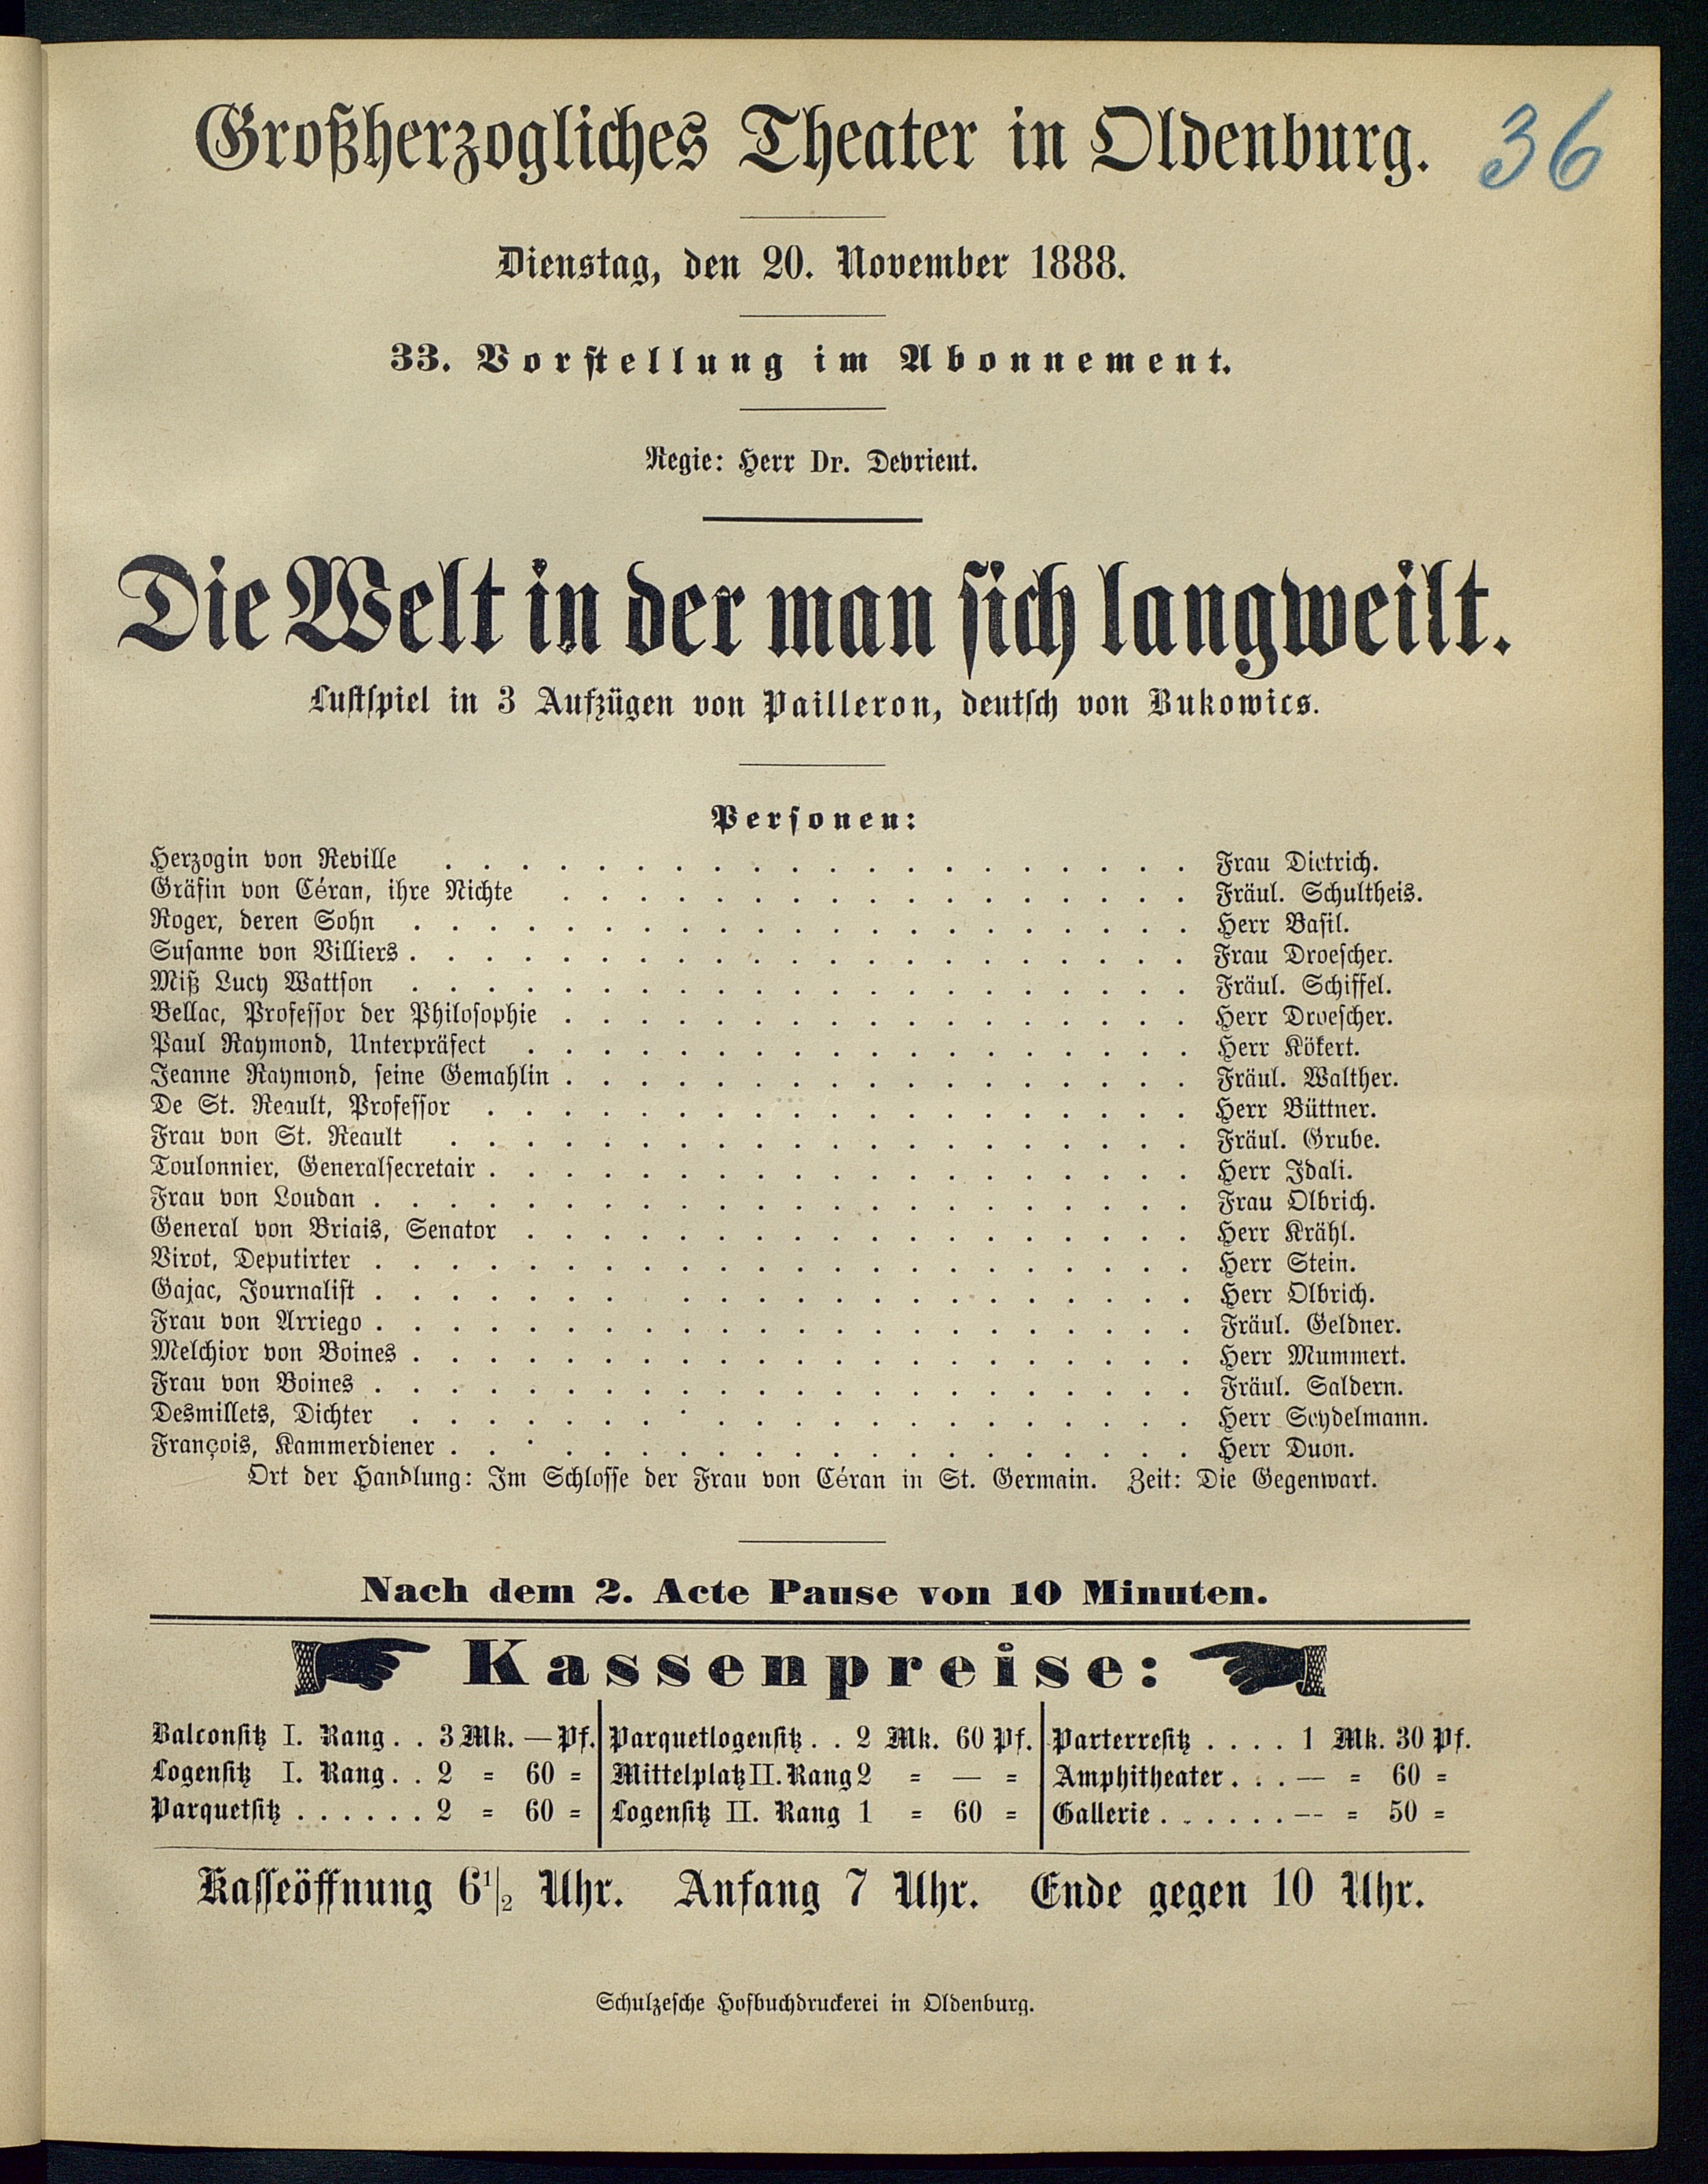 Großherzogliches Theater in Oldenburg. 36
Dienstag, den 20. November 1888.
33. Vorstellung im Abonnement.
Regie: Herr Dr. Devrient.
Die Welt in der man sich langweilt.
Lustspiel in 3 Aufzügen von Pailleron, deutsch von Bukowics.
Personen:
Herzogin von Reville . . . . . . . . . . . . . . . . . . . . Frau Dietrich.
Gräfin von Céran, ihre Nichte . . . . . . . . . . . . . . . . . Fräul. Schultheis.
Roger, deren Sohn . . . . . . . . . . . . . . . . . . . . . Herr Basil.
Susanne von Villiers . . . . . . . . . . . . . . . . . . . . . Frau Droescher.
Miß Lucy Wattson . . . . . . . . . . . . . . . . . . . . . Fräul. Schiffel.
Bellac, Professor der Philosophie . . . . . . . . . . . . . . . . . Herr Droescher.
Paul Raymond, Unterpräfect . . . . . . . . . . . . . . . . . . Herr Kökert.
Jeanne Raymond, seine Gemahlin . . . . . . . . . . . . . . . . . Fräul. Walther.
De St. Reault, Professor . . . . . . . . . . . . . . . . . . . Herr Büttner.
Frau von St. Reault . . . . . . . . . . . . . . . . . . . . Fräul. Grube.
Toulonnier, Generalsecretair . . . . . . . . . . . . . . . . . . . Herr Idali.
Frau von Loudan . . . . . . . . . . . . . . . . . . . . . . Frau Olbrich.
General von Briais, Senator . . . . . . . . . . . . . . . . . . Herr Krähl.
Virot, Deputirter . . . . . . . . . . . . . . . . . . . . . . Herr Stein.
Gajac, Journalist . . . . . . . . . . . . . . . . . . . . . Herr Olbrich.
Frau von Arriego . . . . . . . . . . . . . . . . . . . . . . Fräul. Geldner.
Melchior von Boines . . . . . . . . . . . . . . . . . . . . . Herr Mummert.
Frau von Boines . . . . . . . . . . . . . . . . . . . . . . Fräul. Saldern.
Desmillets, Dichter . . . . . . . . . . . . . . . . . . . . . Herr Seydelmann.
François, Kammerdiener . . . . . . . . . . . . . . . . . . . . Herr Duon.
Ort der Handlung: Im Schlosse der Frau von Céran in St. Germain. Zeit: Die Gegenwart.
Nach dem 2. Acte Pause von 10 Minuten.
Kassenpreise:
Balconsitz I. Rang . . 3 Mk. — Pf. Parquetlogensitz . . 2 Mk. 60 Pf. Parterresitz . . . . 1 Mk. 30 Pf.
Logensitz I. Rang . . 2 = 60 = Mittelplatz II. Rang 2 = — = Amphitheater . . . — = 60 =
Parquetsitz . . . . . . 2 = 60 = Logensitz II. Rang 1 = 60 = Gallerie . . . . . . — = 50 =
Kasseöffnung 6 1/2 Uhr. Anfang 7 Uhr. Ende gegen 10 Uhr.
Schulzesche Hofbuchdruckerei in Oldenburg.